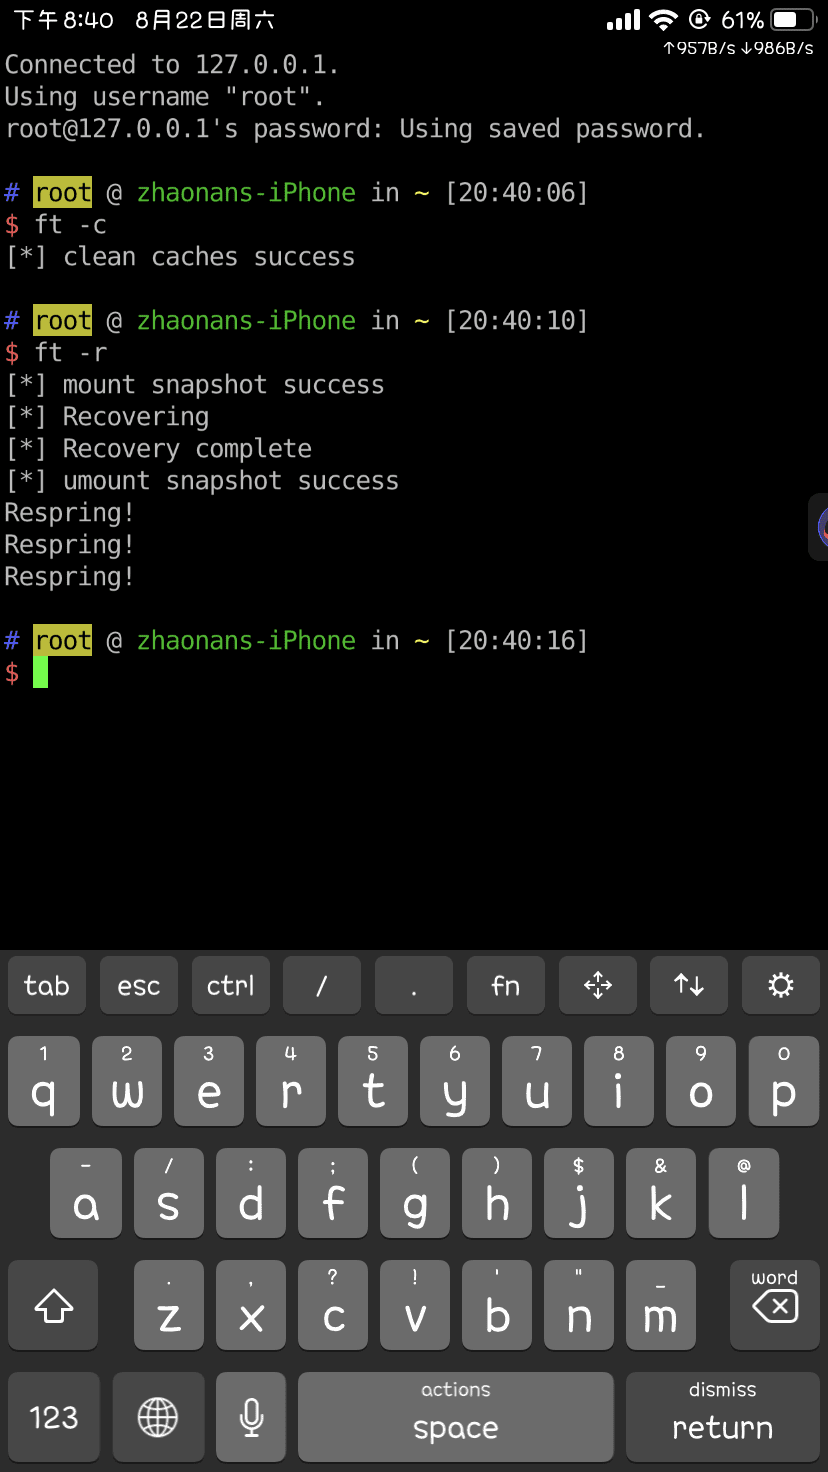 下午8:40 8月22日周六 61%
↑957B/s ↓986B/s
Connected to 127.0.0.1.
Using username "root".
root@127.0.0.1's password: Using saved password.
# root @ zhaonans-iPhone in ~ [20:40:06]
$ ft -c
[*] clean caches success
# root @ zhaonans-iPhone in ~ [20:40:10]
$ ft -r
[*] mount snapshot success
[*] Recovering
[*] Recovery complete
[*] umount snapshot success
Respring!
Respring!
Respring!
# root @ zhaonans-iPhone in ~ [20:40:16]
$
tab esc ctrl / . fn
1 2 3 4 5 6 7 8 9 0
q w e r t y u i o p
- / : ; ( ) $ & @
a s d f g h j k l
. , ? ! ' " _ word
z x c v b n m
actions dismiss
123 space return